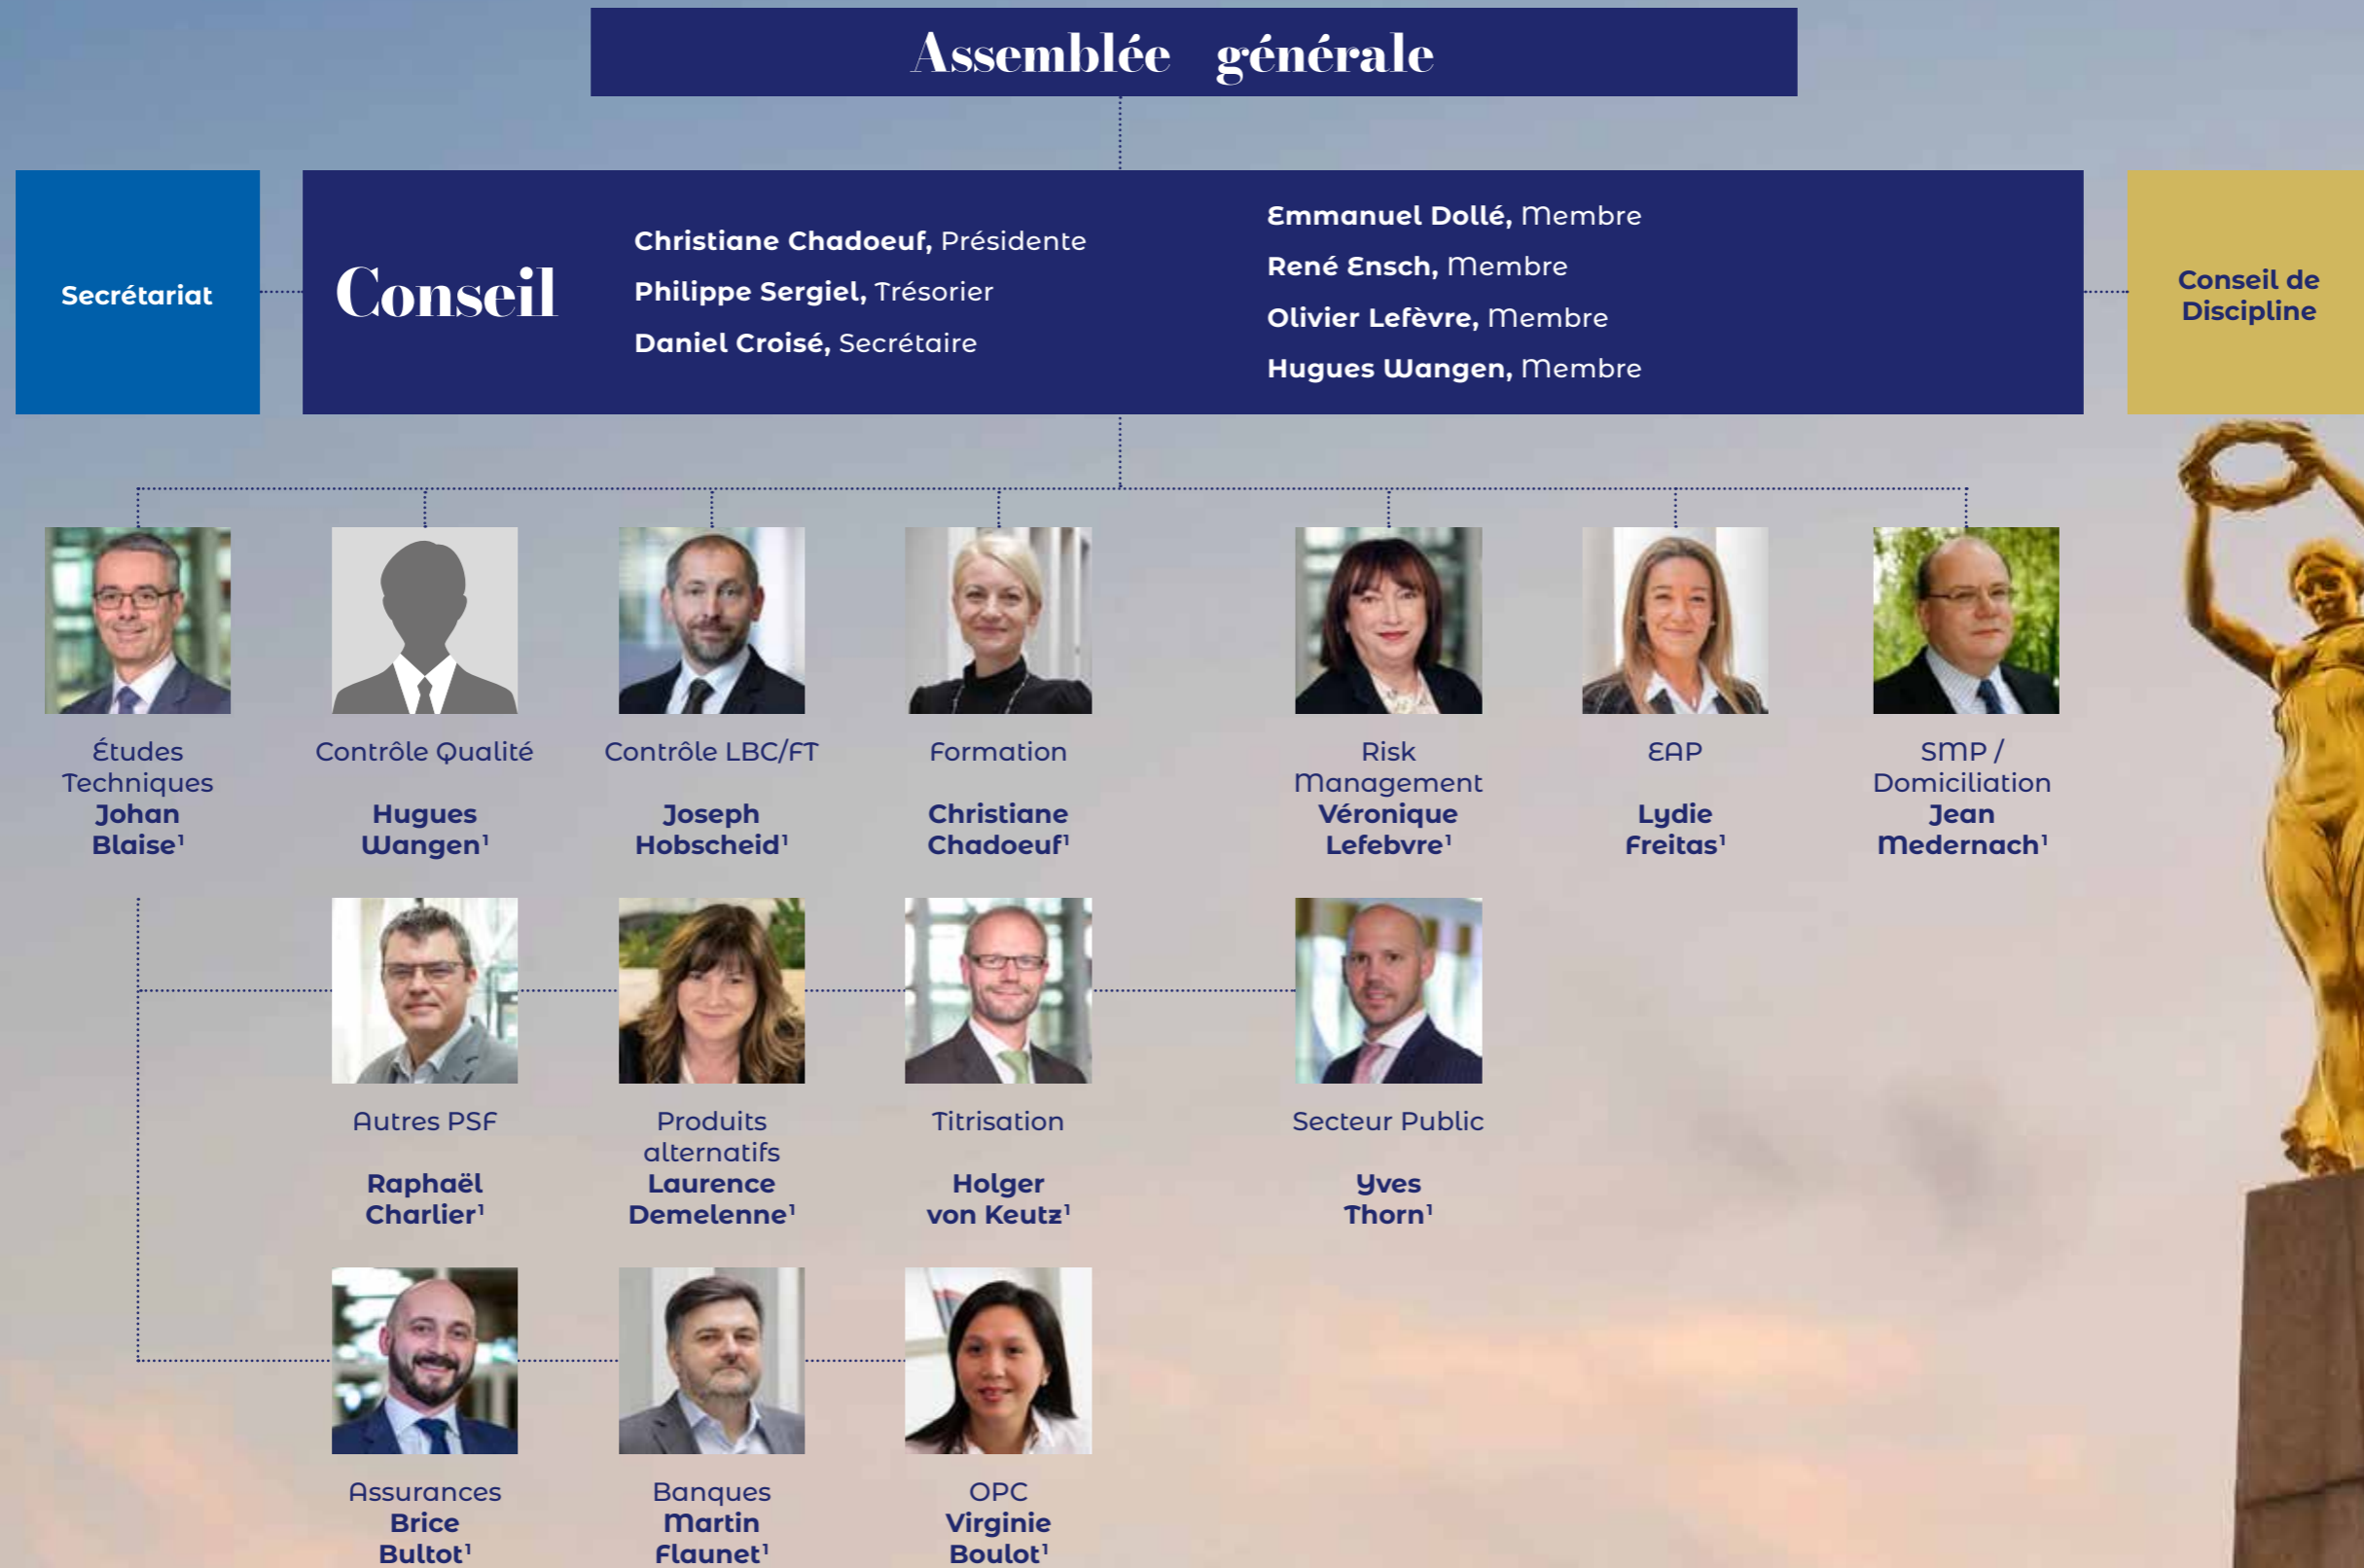 Assemblée générale
Secrétariat
Conseil
Christiane Chadoeuf, Présidente
Philippe Sergiel, Trésorier
Daniel Croisé, Secrétaire
Emmanuel Dollé, Membre
René Ensch, Membre
Olivier Lefèvre, Membre
Hugues Wangen, Membre
Conseil de
Discipline
Études
Techniques
Johan
Blaise¹
Contrôle Qualité
Hugues
Wangen¹
Contrôle LBC/FT
Joseph
Hobscheid¹
Formation
Christiane
Chadoeuf¹
Risk
Management
Véronique
Lefebvre¹
EAP
Lydie
Freitas¹
SMP /
Domiciliation
Jean
Medernach¹
Autres PSF
Raphaël
Charlier¹
Produits
alternatifs
Laurence
Demelenne¹
Titrisation
Holger
von Keutz¹
Secteur Public
Yves
Thorn¹
Assurances
Brice
Bultot¹
Banques
Martin
Flaunet¹
OPC
Virginie
Boulot¹